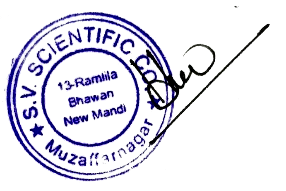 S.V. SCIENTIFIC CO.
13-Ramlila
Bhawan
New Mandi
★ Muzaffarnagar ★